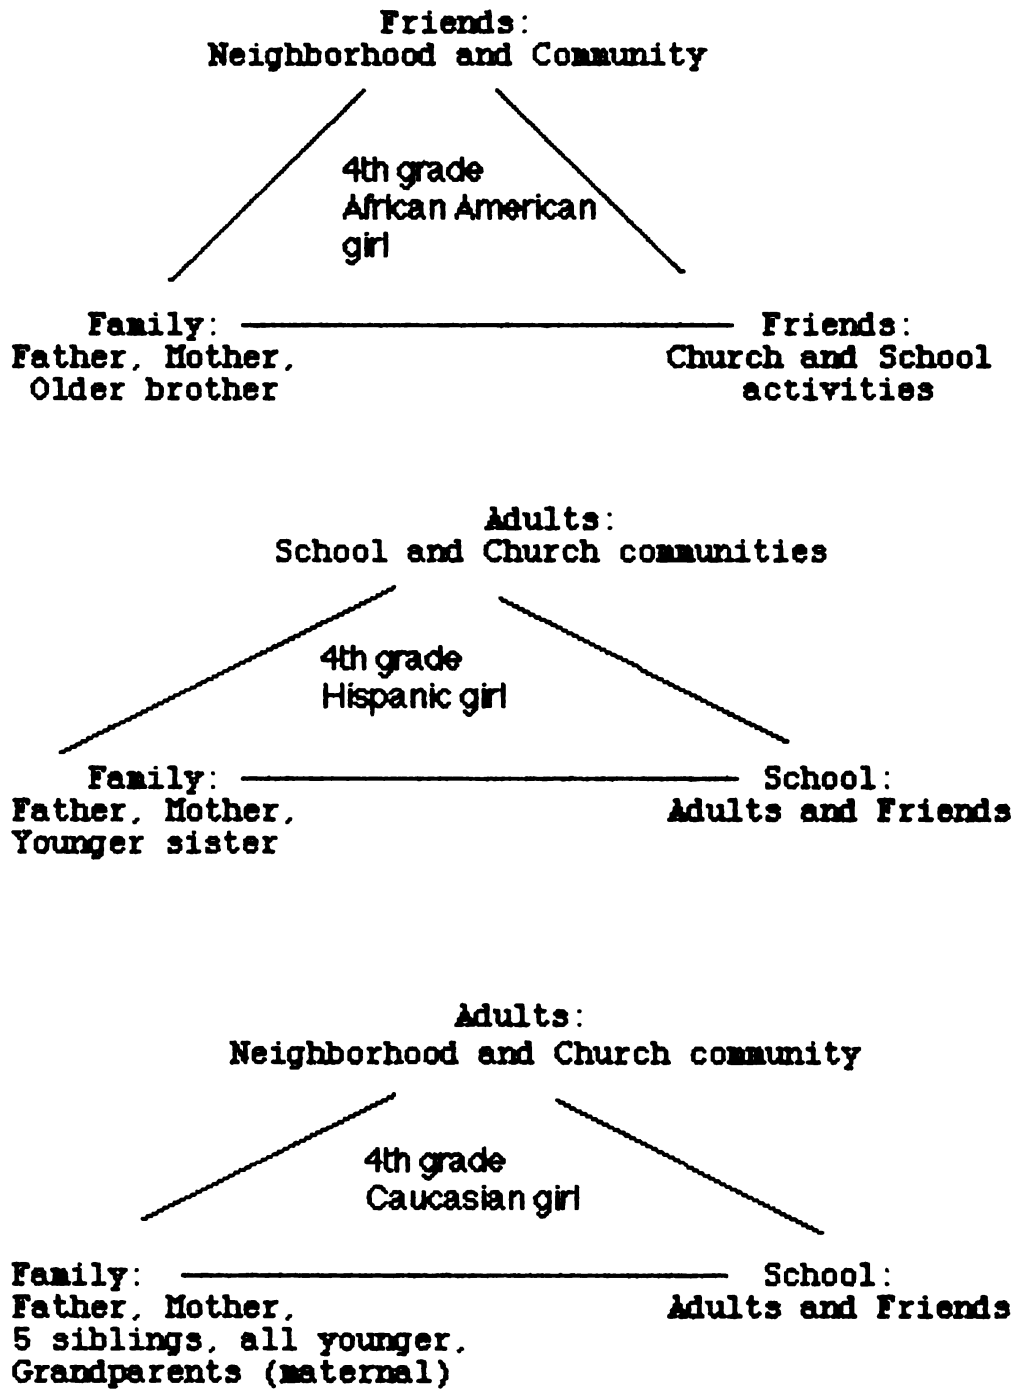 Friends:
Neighborhood and Community
4th grade
African American
girl
Family:
Father, Mother,
Older brother
Friends:
Church and School
activities
Adults:
School and Church communities
4th grade
Hispanic girl
Family:
Father, Mother,
Younger sister
School:
Adults and Friends
Adults:
Neighborhood and Church community
4th grade
Caucasian girl
Family:
Father, Mother,
5 siblings, all younger,
Grandparents (maternal)
School:
Adults and Friends